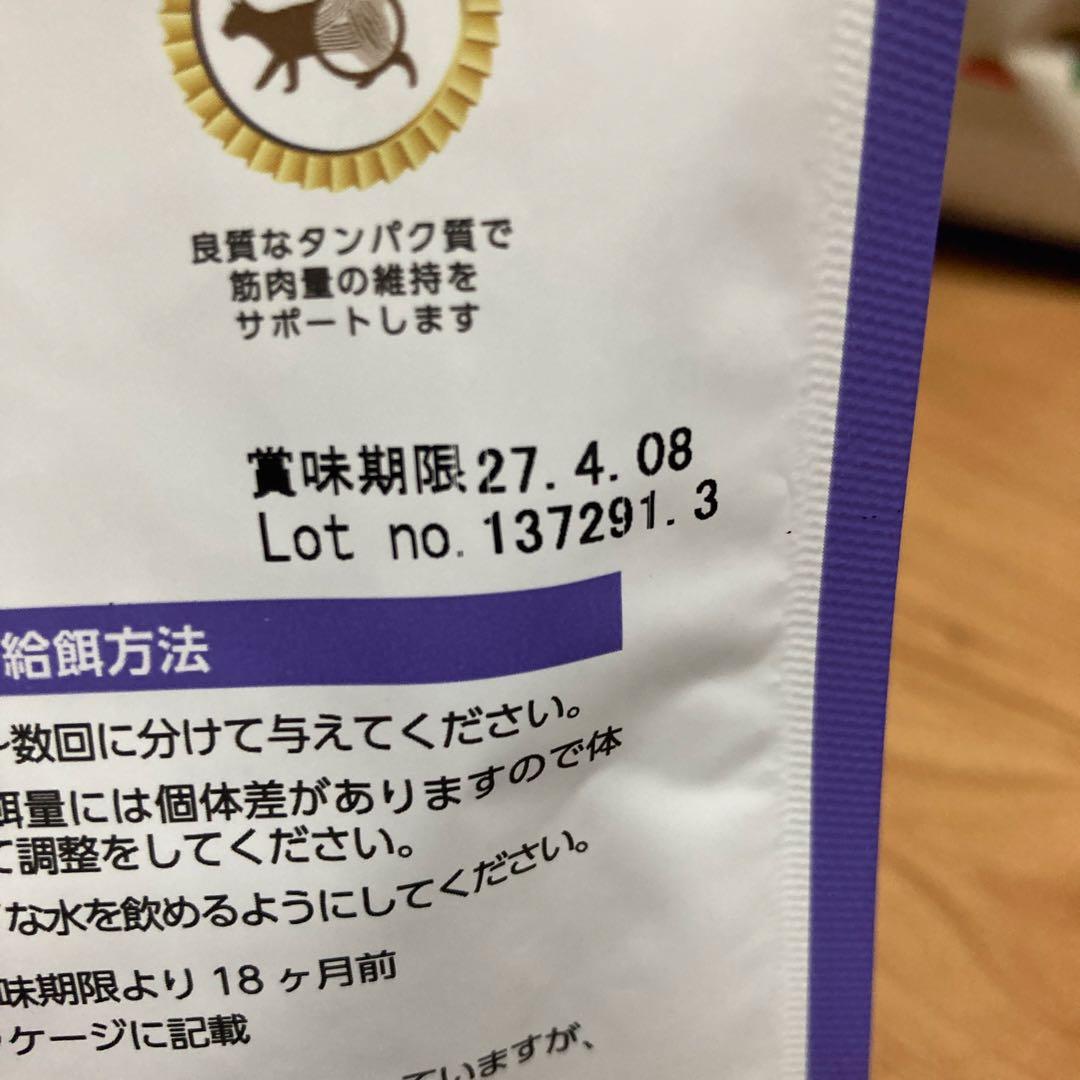 良質なタンパク質で
筋肉量の維持を
サポートします
賞味期限27.4.08
Lot no. 137291.3
給餌方法
数回に分けて与えてください。
餌量には個体差がありますので体
て調整をしてください。
な水を飲めるようにしてください。
味期限より 18 ヶ月前
ケージに記載
ていますが、